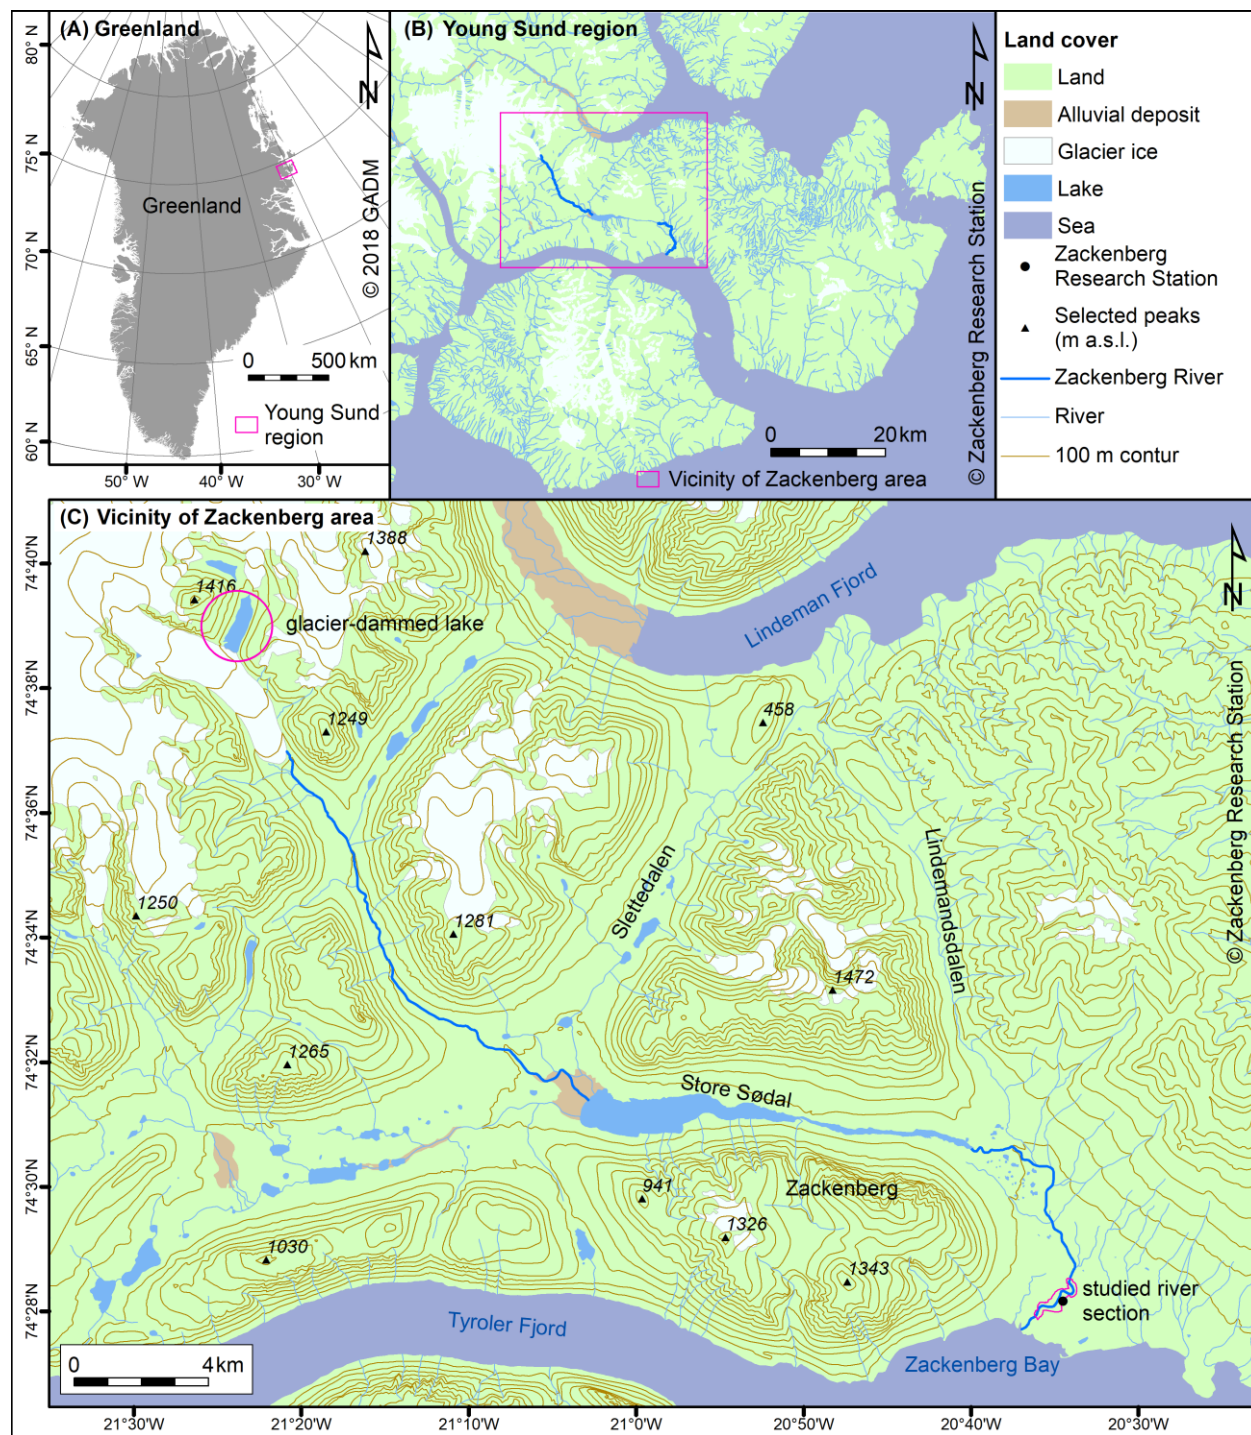 (A) Greenland
N
80° N
75° N
70° N
65° N
60° N
Greenland
© 2018 GADM
0 500 km
Young Sund
region
50° W 40° W 30° W
(B) Young Sund region
N
© Zackenberg Research Station
0 20 km
Vicinity of Zackenberg area
Land cover
Land
Alluvial deposit
Glacier ice
Lake
Sea
Zackenberg
Research Station
Selected peaks
(m a.s.l.)
Zackenberg River
River
100 m contur
(C) Vicinity of Zackenberg area
N
© Zackenberg Research Station
74°40'N
74°38'N
74°36'N
74°34'N
74°32'N
74°30'N
74°28'N
1388
1416
glacier-dammed lake
Lindeman Fjord
1249
458
Slettedalen
Lindemandsdalen
1250
1281
1472
1265
Store Sødal
941
Zackenberg
1326
1030
1343
studied river
section
Tyroler Fjord
Zackenberg Bay
0 4 km
21°30'W 21°20'W 21°10'W 21°0'W 20°50'W 20°40'W 20°30'W